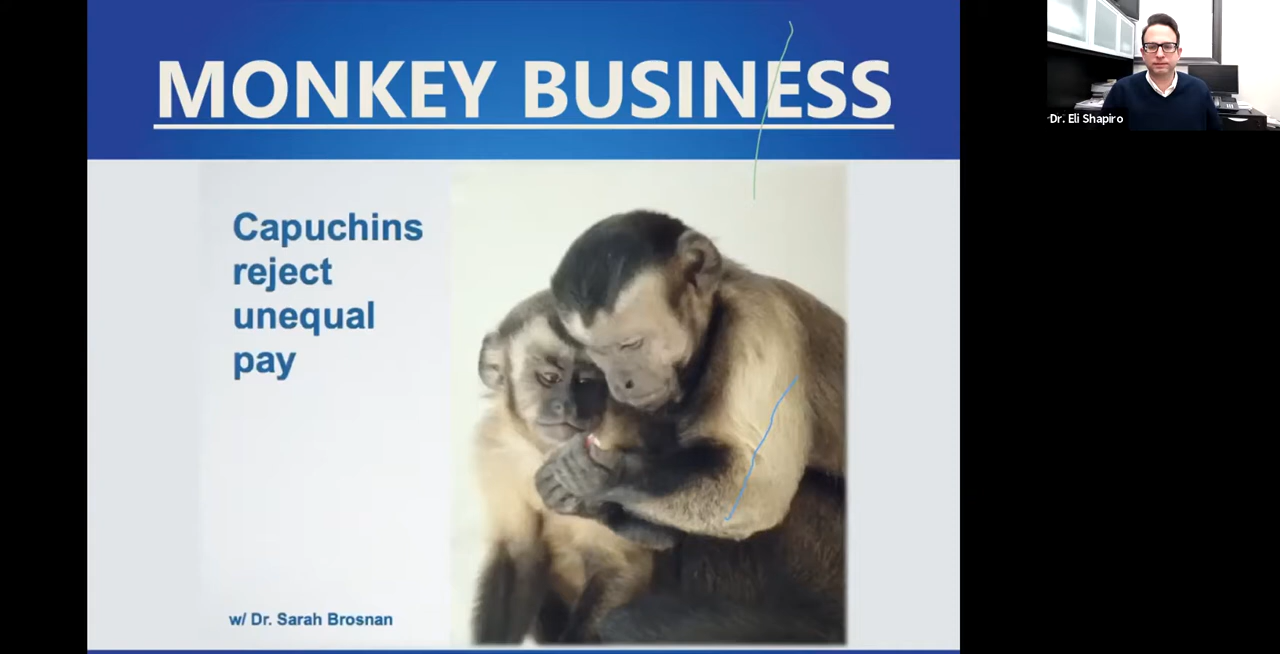 MONKEY BUSINESS
Capuchins
reject
unequal
pay
w/ Dr. Sarah Brosnan
Dr. Eli Shapiro